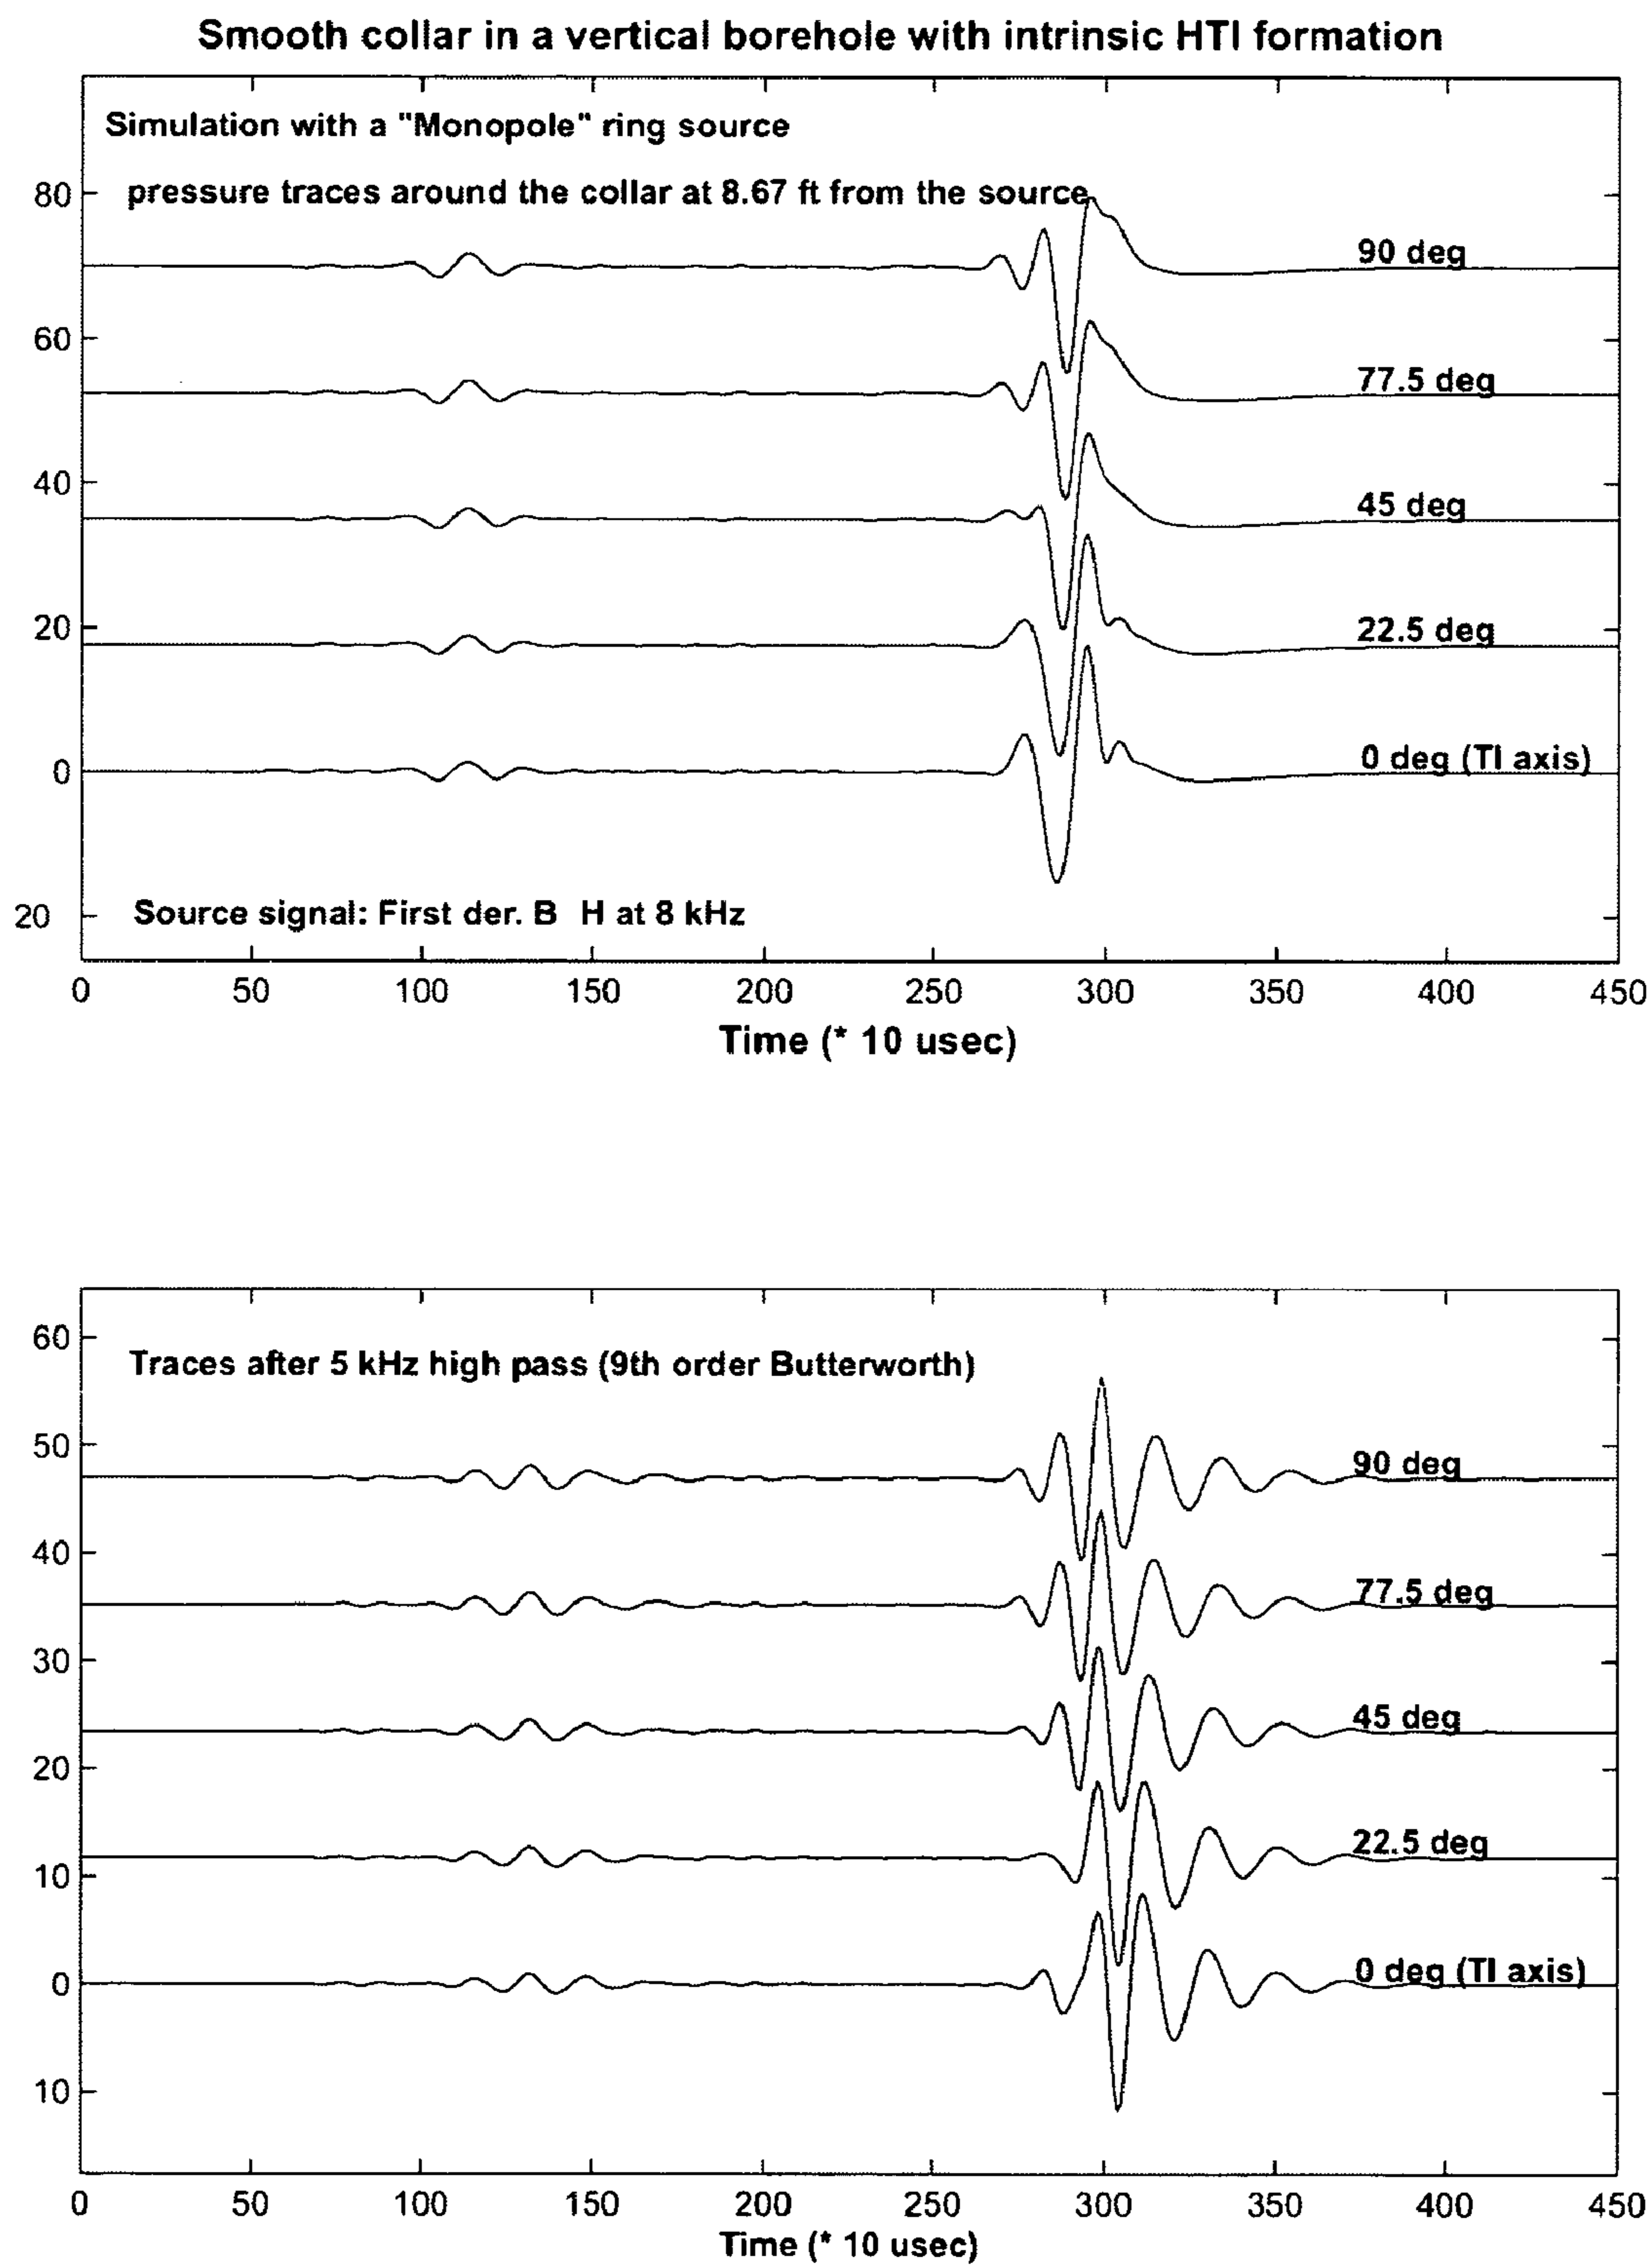 Smooth collar in a vertical borehole with intrinsic HTI formation
Simulation with a "Monopole" ring source
pressure traces around the collar at 8.67 ft from the source
80
90 deg
60
77.5 deg
40
45 deg
20
22.5 deg
0
0 deg (TI axis)
20
Source signal: First der. B H at 8 kHz
0 50 100 150 200 250 300 350 400 450
Time (* 10 usec)
60
Traces after 5 kHz high pass (9th order Butterworth)
50
90 deg
40
77.5 deg
30
45 deg
20
22.5 deg
10
0
0 deg (TI axis)
10
0 50 100 150 200 250 300 350 400 450
Time (* 10 usec)